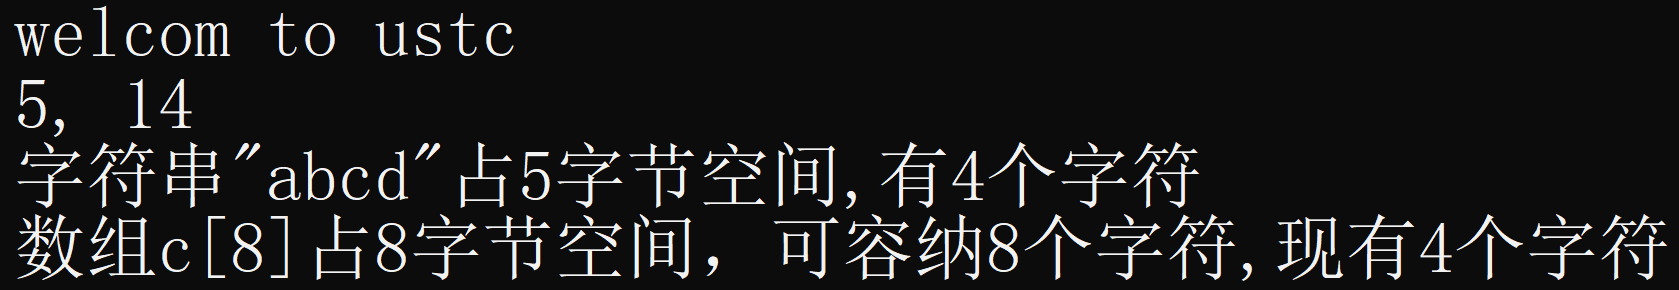 welcom to ustc
5, 14
字符串"abcd"占5字节空间,有4个字符
数组c[8]占8字节空间，可容纳8个字符,现有4个字符